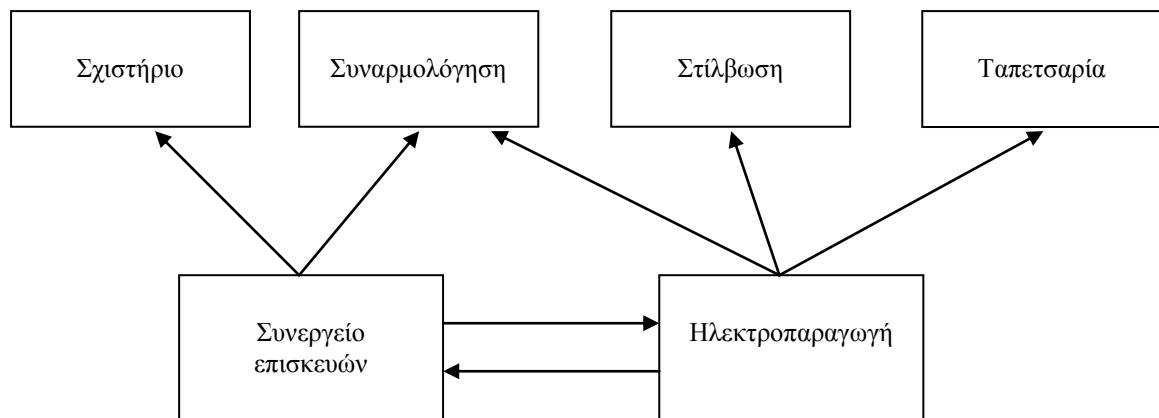 Σχιστήριο
Συναρμολόγηση
Στίλβωση
Ταπετσαρία
Συνεργείο
επισκευών
Ηλεκτροπαραγωγή